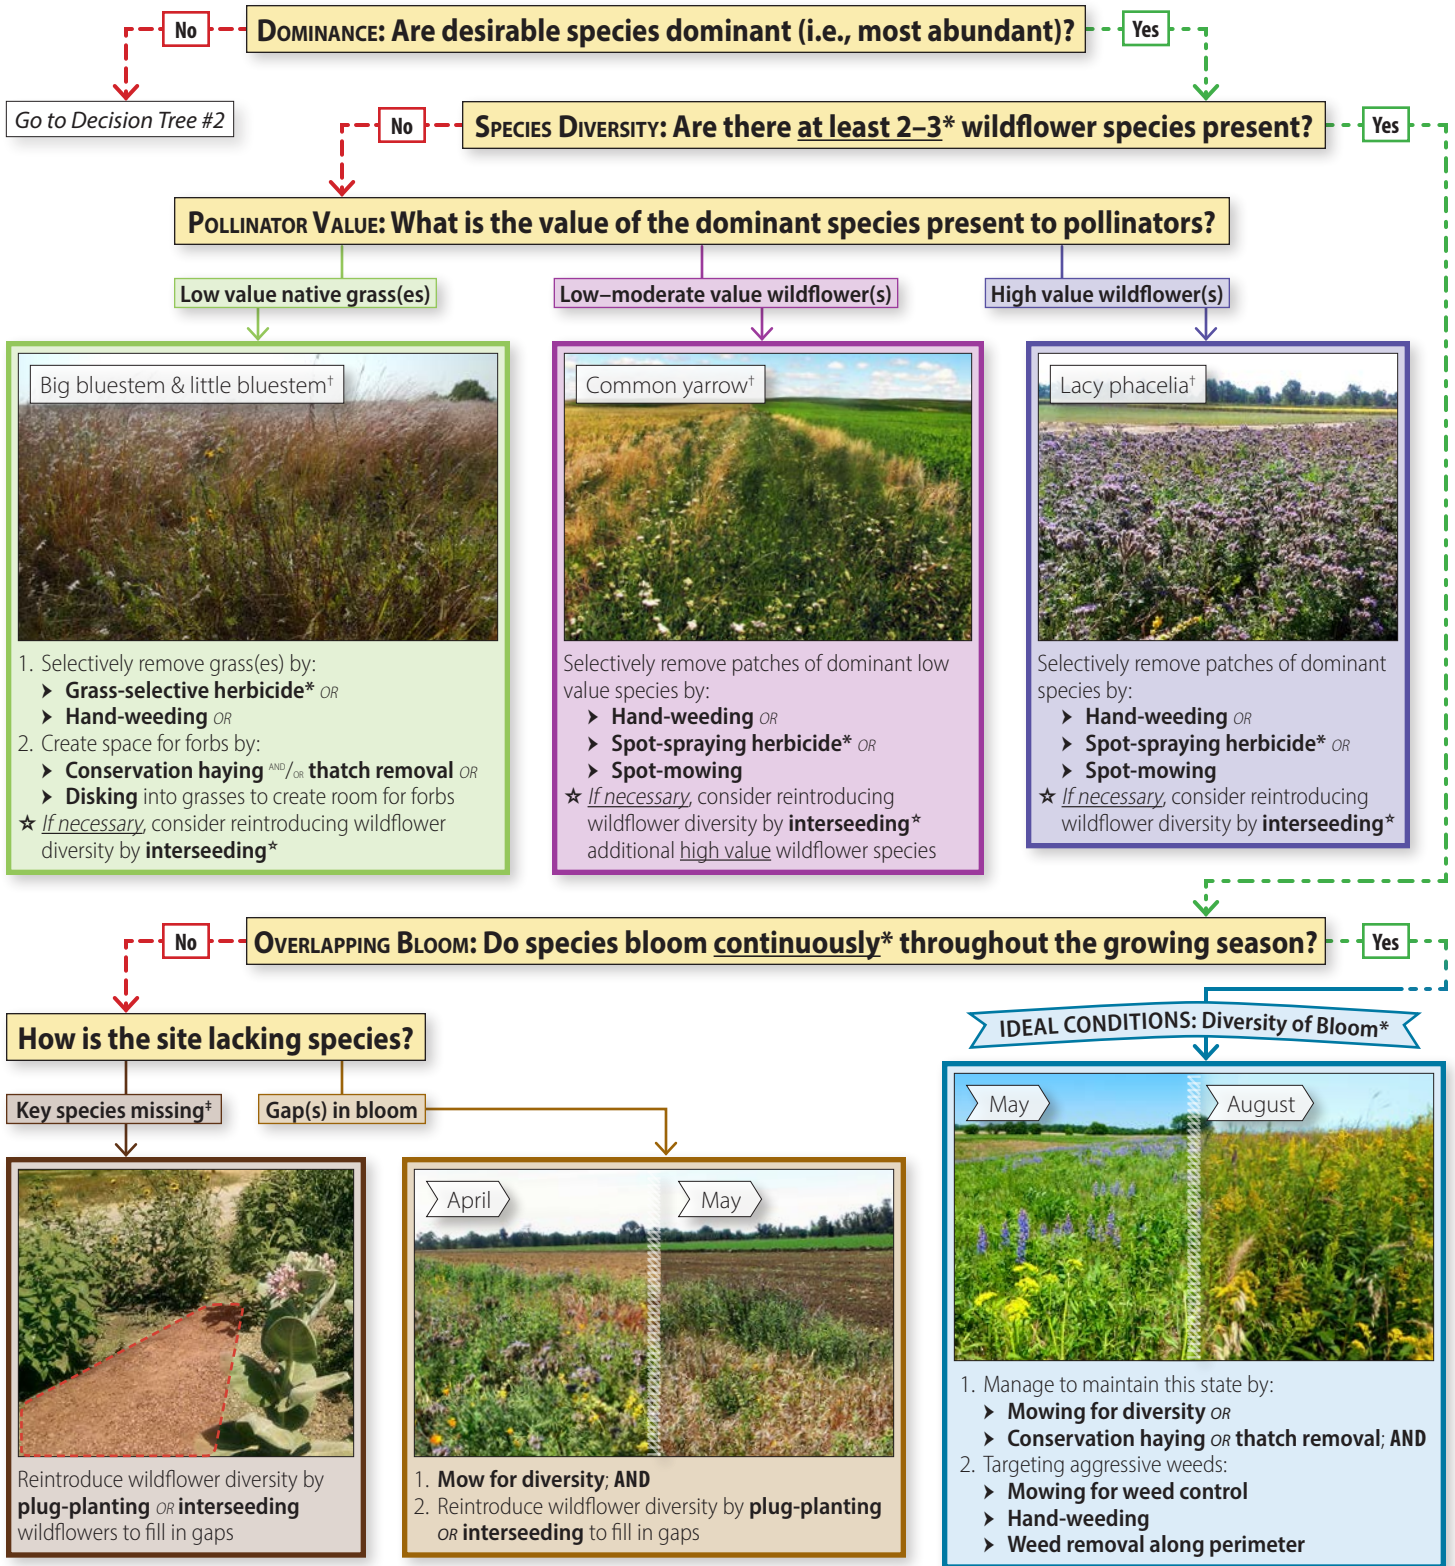 No
DOMINANCE: Are desirable species dominant (i.e., most abundant)?
Yes
Go to Decision Tree #2
No
SPECIES DIVERSITY: Are there at least 2–3* wildflower species present?
Yes
POLLINATOR VALUE: What is the value of the dominant species present to pollinators?
Low value native grass(es)
Low–moderate value wildflower(s)
High value wildflower(s)
Big bluestem & little bluestem†
1. Selectively remove grass(es) by:
➤ Grass-selective herbicide* OR
➤ Hand-weeding OR
2. Create space for forbs by:
➤ Conservation haying AND/OR thatch removal OR
➤ Disking into grasses to create room for forbs
☆ If necessary, consider reintroducing wildflower
diversity by interseeding☆
Common yarrow†
Selectively remove patches of dominant low
value species by:
➤ Hand-weeding OR
➤ Spot-spraying herbicide* OR
➤ Spot-mowing
☆ If necessary, consider reintroducing
wildflower diversity by interseeding☆
additional high value wildflower species
Lacy phacelia†
Selectively remove patches of dominant
species by:
➤ Hand-weeding OR
➤ Spot-spraying herbicide* OR
➤ Spot-mowing
☆ If necessary, consider reintroducing
wildflower diversity by interseeding☆
No
OVERLAPPING BLOOM: Do species bloom continuously* throughout the growing season?
Yes
How is the site lacking species?
Key species missing‡
Gap(s) in bloom
Reintroduce wildflower diversity by
plug-planting OR interseeding
wildflowers to fill in gaps
April
May
1. Mow for diversity; AND
2. Reintroduce wildflower diversity by plug-planting
OR interseeding to fill in gaps
IDEAL CONDITIONS: Diversity of Bloom*
May
August
1. Manage to maintain this state by:
➤ Mowing for diversity OR
➤ Conservation haying OR thatch removal; AND
2. Targeting aggressive weeds:
➤ Mowing for weed control
➤ Hand-weeding
➤ Weed removal along perimeter